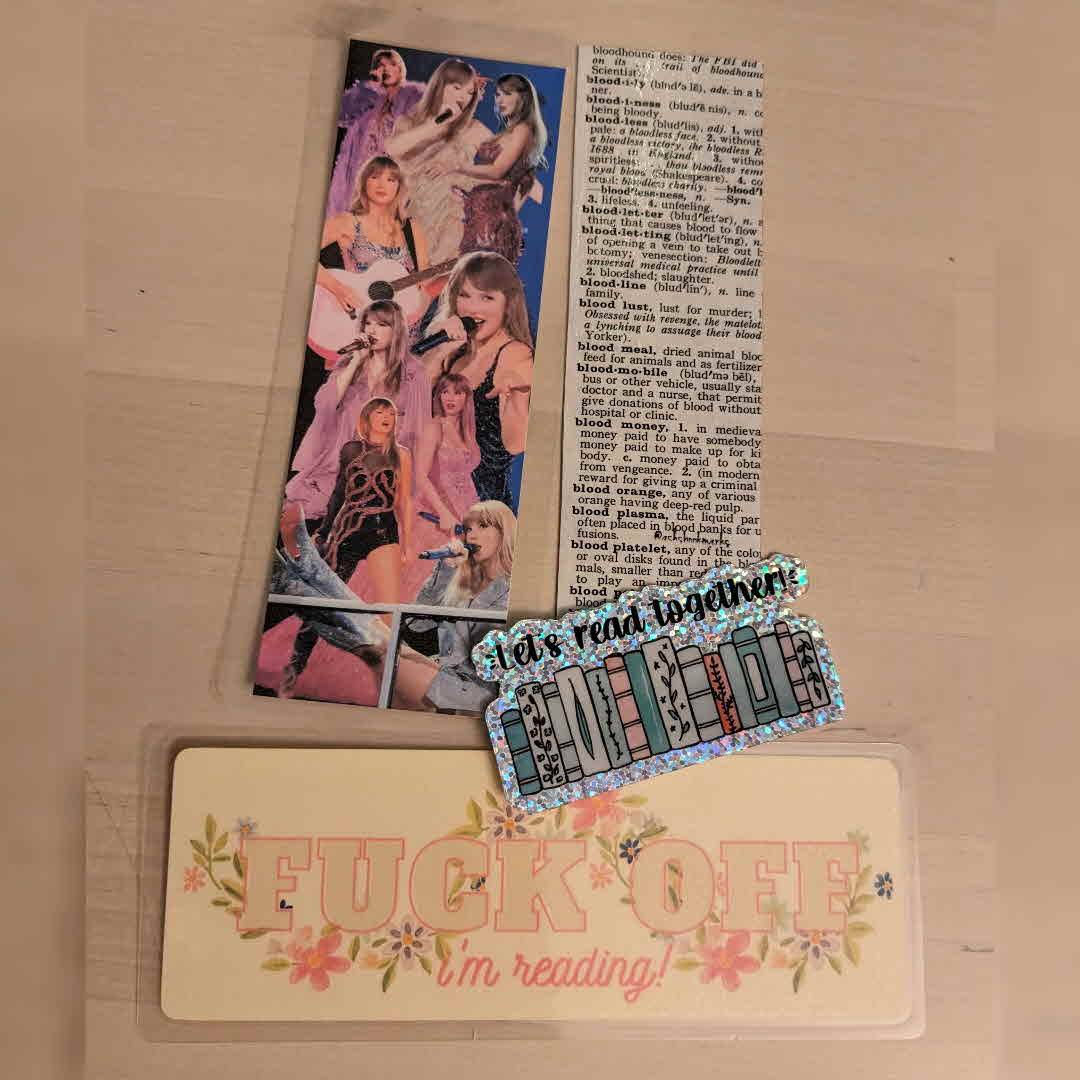 bloodhound does: The FBI did
on its trail of bloodhoun
Scientist
blood·i·ly (blud′ə lē), adv. in a b
ner.
blood·i·ness (blud′ē nis), n. co
being bloody.
blood·less (blud′lis), adj. 1. with
pale: a bloodless face. 2. without
a bloodless victory, the bloodless R
1688 in England. 3. witho
spiritless: thou bloodless rem
royal blood (Shakespeare). 4. co
cruel: bloodless charity. —blood′l
—blood′less·ness, n. —Syn.
3. lifeless. 4. unfeeling.
blood·let·ter (blud′let′ər), n. a
thing that causes blood to flow
blood·let·ting (blud′let′ing), n.
of opening a vein to take out b
botomy; venesection: Bloodlett
universal medical practice until
2. bloodshed; slaughter.
blood·line (blud′līn′), n. line
family.
blood lust, lust for murder;
Obsessed with revenge, the matelot
a lynching to assuage their blood
Yorker).
blood meal, dried animal bloo
feed for animals and as fertilizer
blood·mo·bile (blud′mə bēl),
bus or other vehicle, usually sta
doctor and a nurse, that permit
give donations of blood without
hospital or clinic.
blood money, 1. in medieva
money paid to have somebody
money paid to make up for ki
body. c. money paid to obta
from vengeance. 2. (in modern
reward for giving up a criminal
blood orange, any of various
orange having deep-red pulp.
blood plasma, the liquid par
often placed in blood banks for u
fusions.
blood platelet, any of the colo
or oval disks found in the blo
mals, smaller than re
to play an imp
blood p
blood
Let's read together!
FUCK OFF
i'm reading!